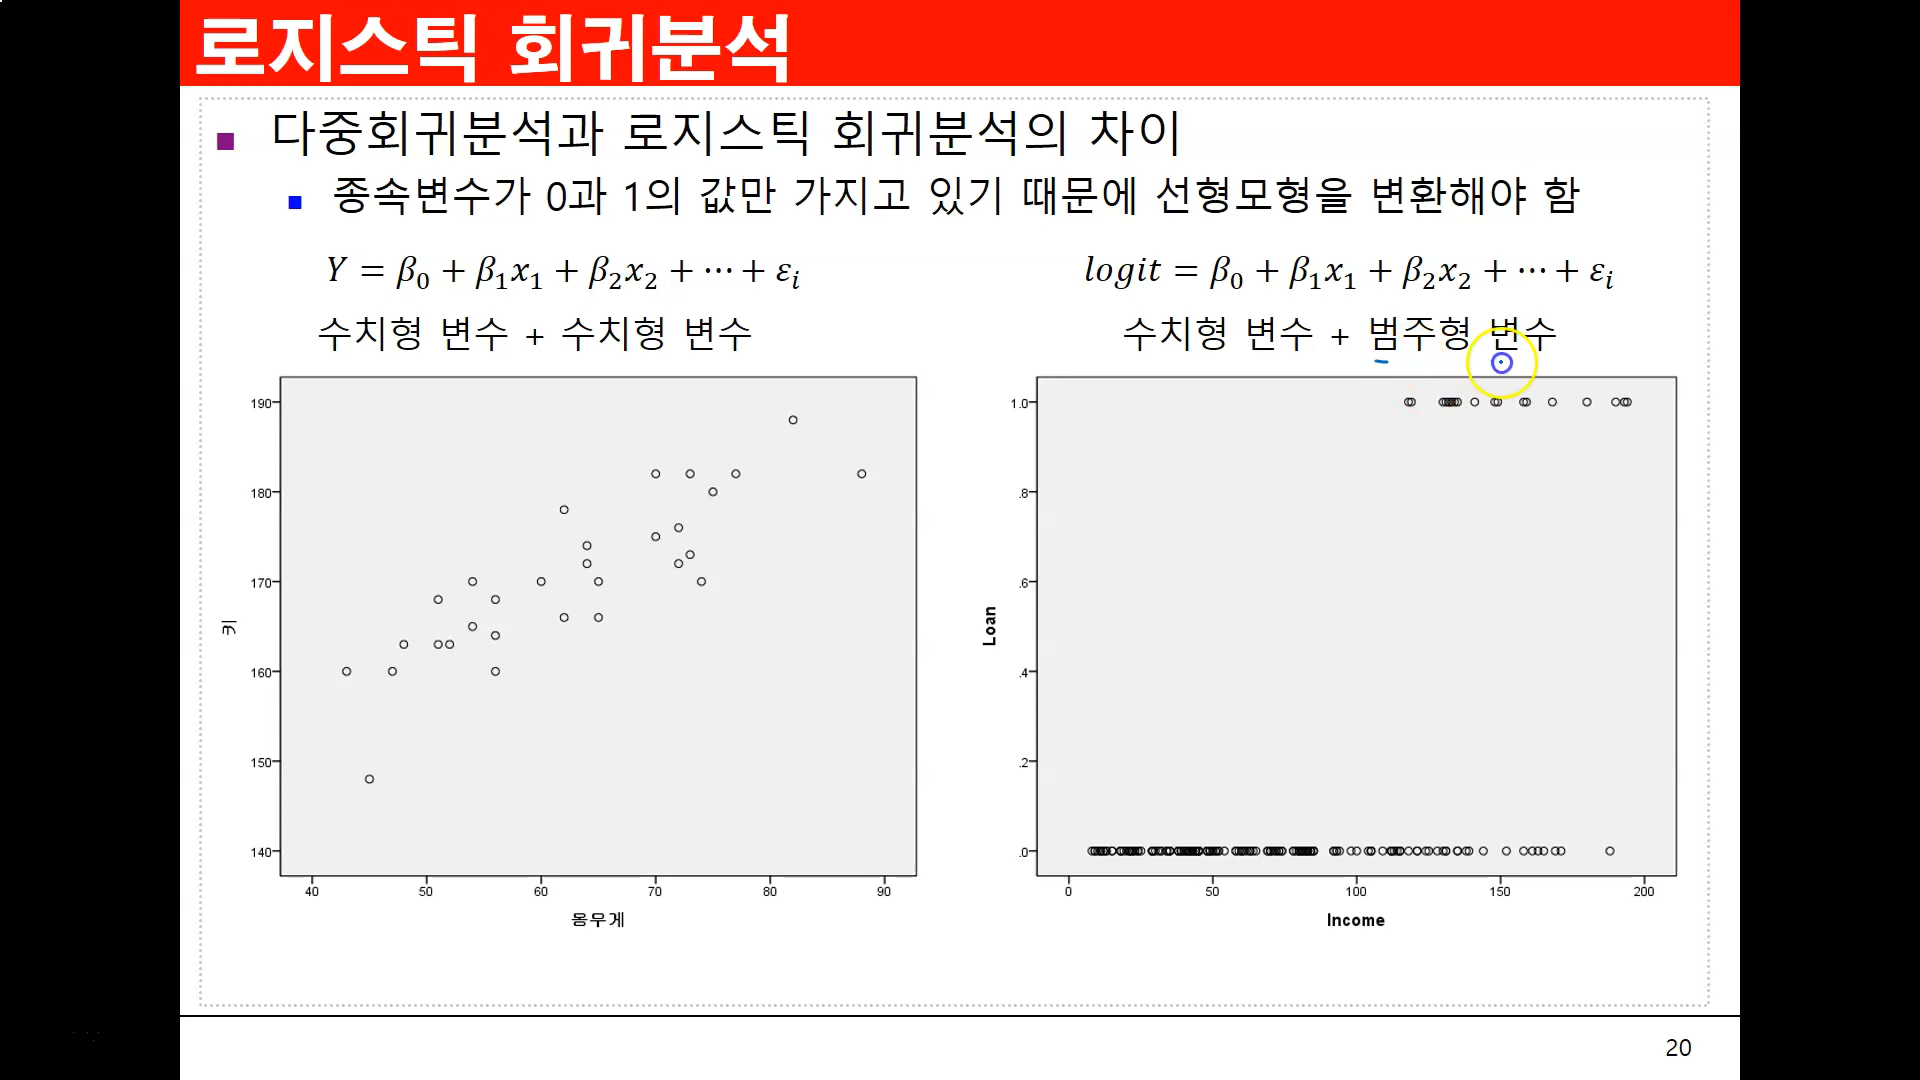 로지스틱 회귀분석
다중회귀분석과 로지스틱 회귀분석의 차이
종속변수가 0과 1의 값만 가지고 있기 때문에 선형모형을 변환해야 함
Y = β₀ + β₁x₁ + β₂x₂ + ⋯ + εᵢ
수치형 변수 + 수치형 변수
190
180
170
160
150
140
키
40 50 60 70 80 90
몸무게
logit = β₀ + β₁x₁ + β₂x₂ + ⋯ + εᵢ
수치형 변수 + 범주형 변수
1.0
.8
.6
.4
.2
.0
Loan
0 50 100 150 200
Income
20